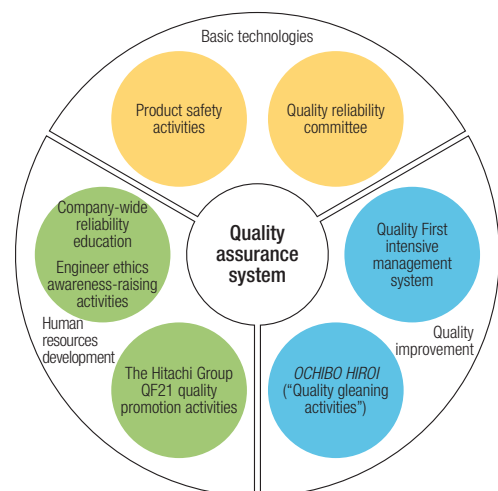 Basic technologies
Product safety
activities
Quality reliability
committee
Company-wide
reliability
education
Engineer ethics
awareness-raising
activities
Quality
assurance
system
Quality First
intensive
management
system
Human
resources
development
Quality
improvement
The Hitachi Group
QF21 quality
promotion activities
OCHIBO HIROI
(“Quality gleaning
activities”)